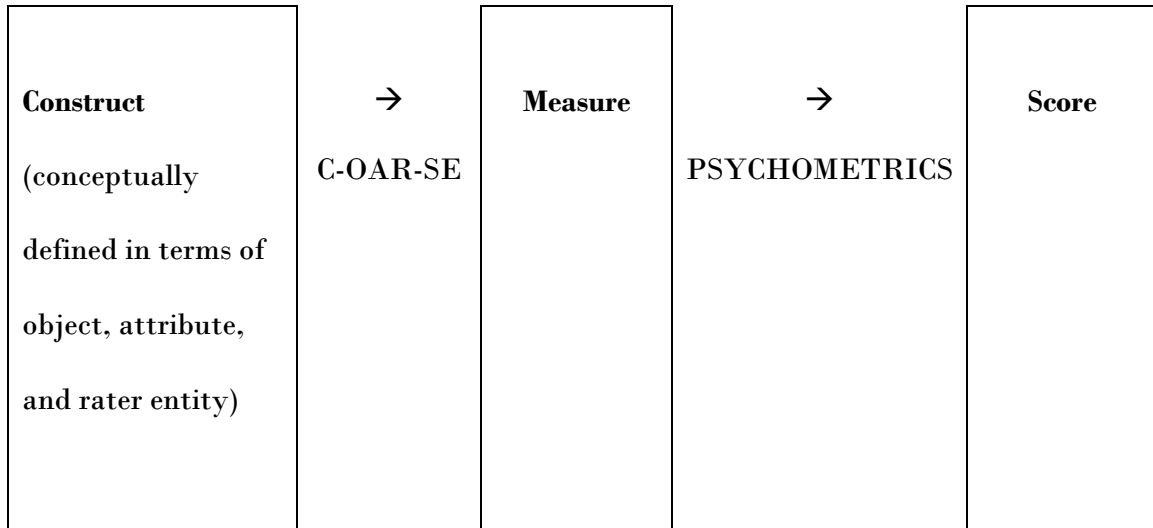 Construct → Measure → Score
(conceptually C-OAR-SE PSYCHOMETRICS
defined in terms of
object, attribute,
and rater entity)